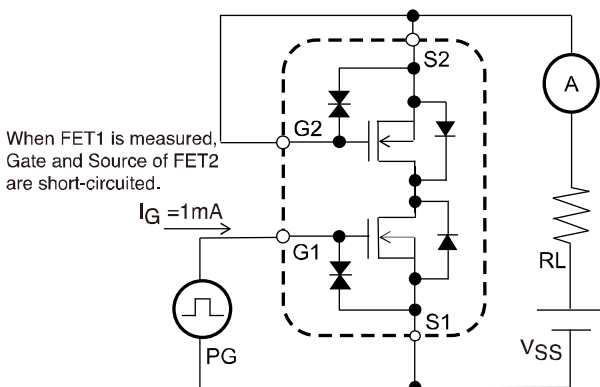 S2
A
G2
When FET1 is measured,
Gate and Source of FET2
are short-circuited.
IG =1mA
G1
RL
S1
PG
VSS